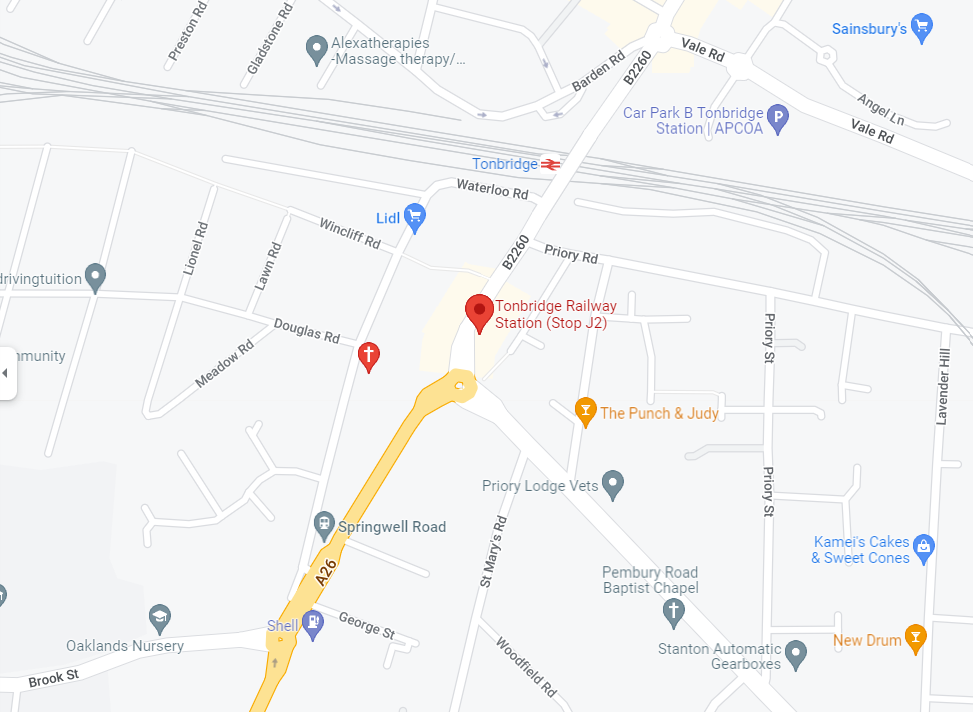 Preston Rd
Gladstone Rd
Alexatherapies
-Massage therapy/...
Barden Rd
B2260
Vale Rd
Sainsbury's
Car Park B Tonbridge
Station | APCOA
P
Angel Ln
Vale Rd
Tonbridge
Waterloo Rd
Lidl
Wincliff Rd
Lionel Rd
Lawn Rd
B2260
Priory Rd
drivingtuition
Tonbridge Railway
Station (Stop J2)
Douglas Rd
Meadow Rd
mmunity
Priory St
Lavender Hill
The Punch & Judy
Priory Lodge Vets
Priory St
Springwell Road
St Mary's Rd
Kamei's Cakes
& Sweet Cones
A26
Pembury Road
Baptist Chapel
Shell
George St
Oaklands Nursery
New Drum
Stanton Automatic
Gearboxes
Woodfield Rd
Brook St